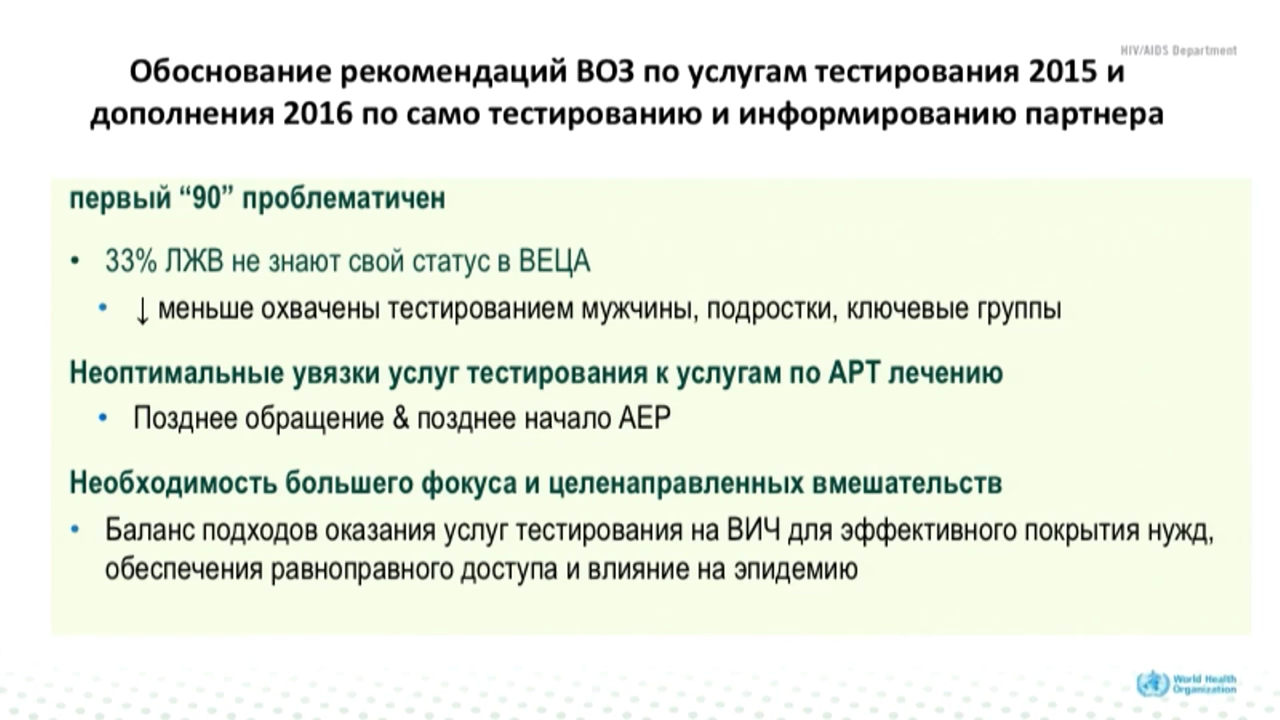 HIV/AIDS Department
Обоснование рекомендаций ВОЗ по услугам тестирования 2015 и
дополнения 2016 по само тестированию и информированию партнера
первый “90” проблематичен
• 33% ЛЖВ не знают свой статус в ВЕЦА
• ↓ меньше охвачены тестированием мужчины, подростки, ключевые группы
Неоптимальные увязки услуг тестирования к услугам по АРТ лечению
• Позднее обращение & позднее начало АЕР
Необходимость большего фокуса и целенаправленных вмешательств
• Баланс подходов оказания услуг тестирования на ВИЧ для эффективного покрытия нужд,
обеспечения равноправного доступа и влияние на эпидемию
World Health
Organization